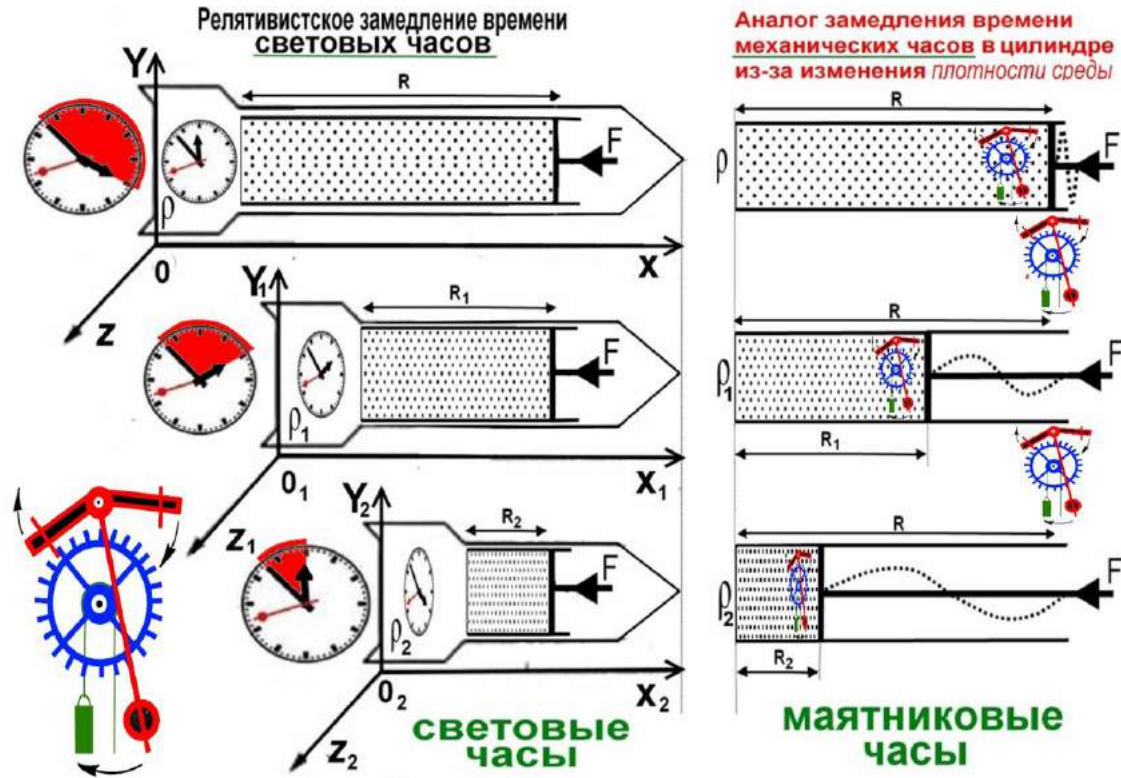 Релятивистское замедление времени
световых часов
Аналог замедления времени
механических часов в цилиндре
из-за изменения плотности среды
Y
R
F
ρ
0
X
Z
R
ρ
F
Y₁
R₁
F
ρ₁
0₁
X₁
Z₁
R
ρ₁
F
R₁
Y₂
R₂
F
ρ₂
0₂
X₂
Z₂
R
ρ₂
F
R₂
световые
часы
маятниковые
часы